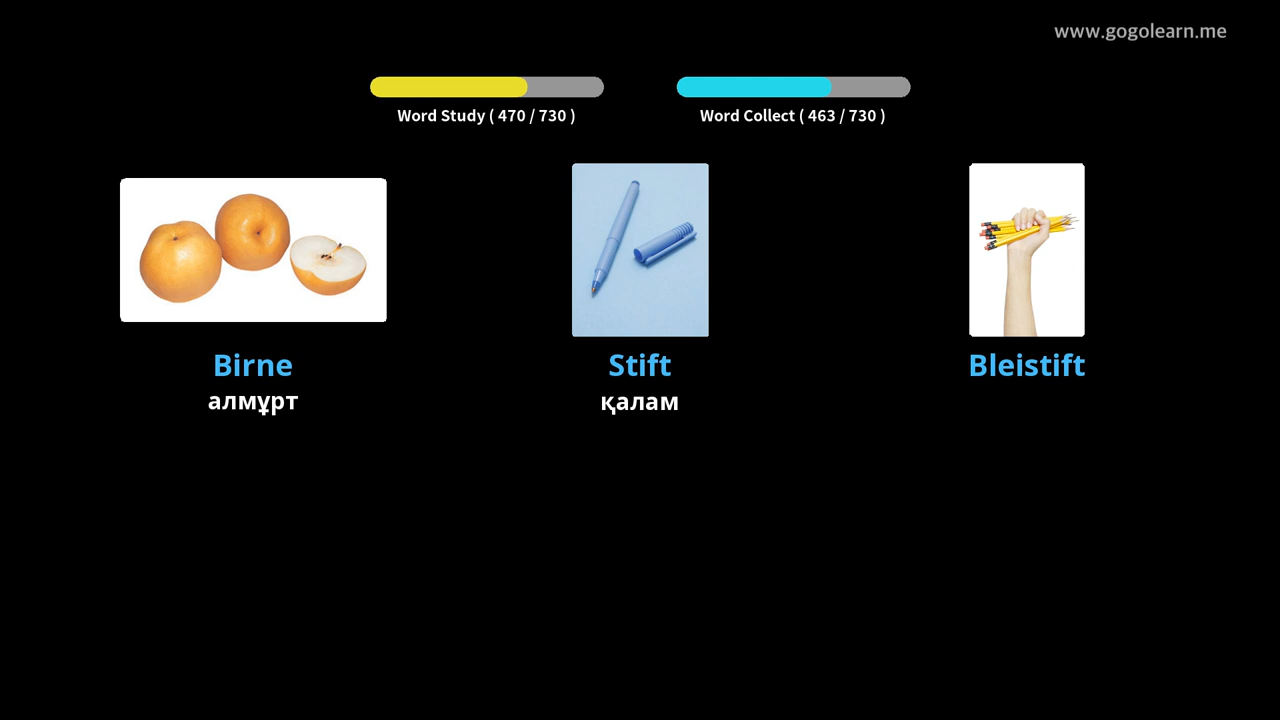 www.gogolearn.me
Word Study ( 470 / 730 )
Word Collect ( 463 / 730 )
Birne
Stift
Bleistift
алмұрт
қалам